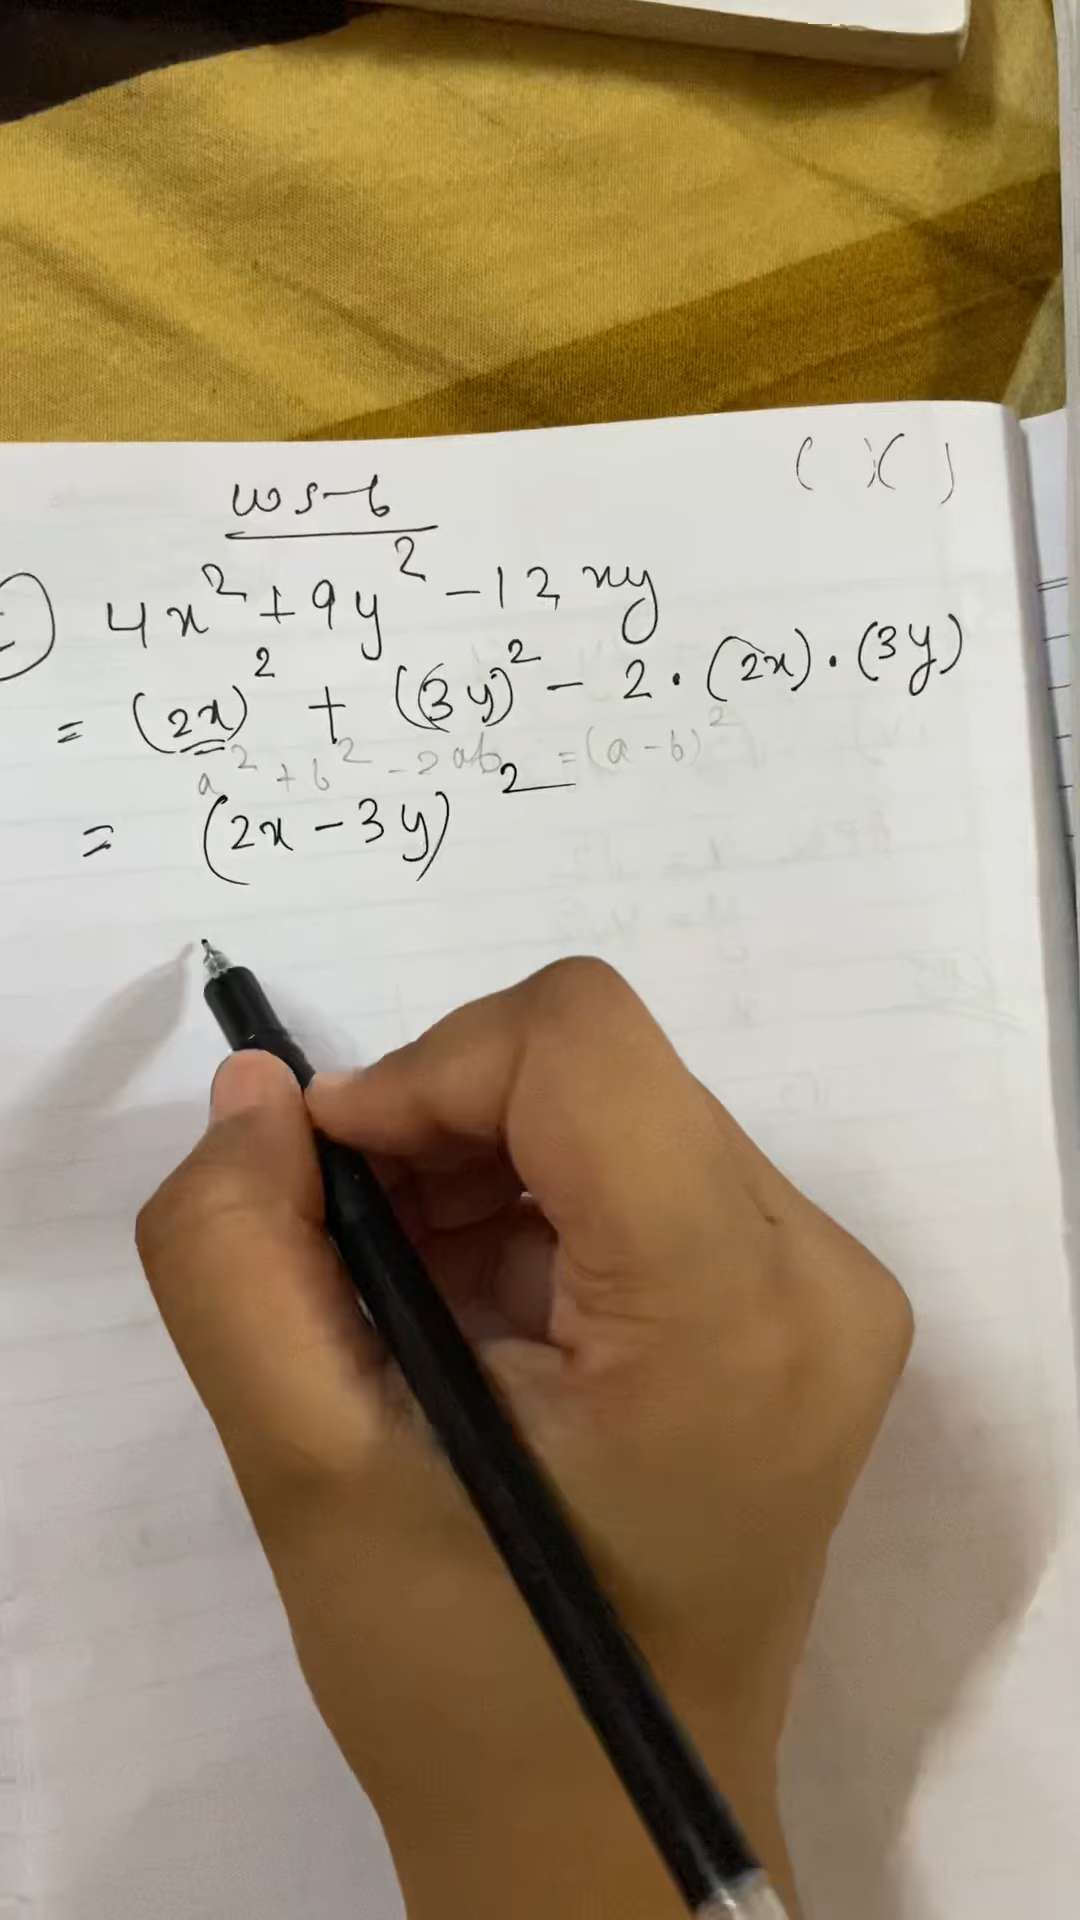 ( )( )
WS-6
4x² + 9y² - 12xy
= (2x)² + (3y)² - 2 · (2x) · (3y)
a² + b² - 2ab = (a - b)²
= (2x - 3y)²